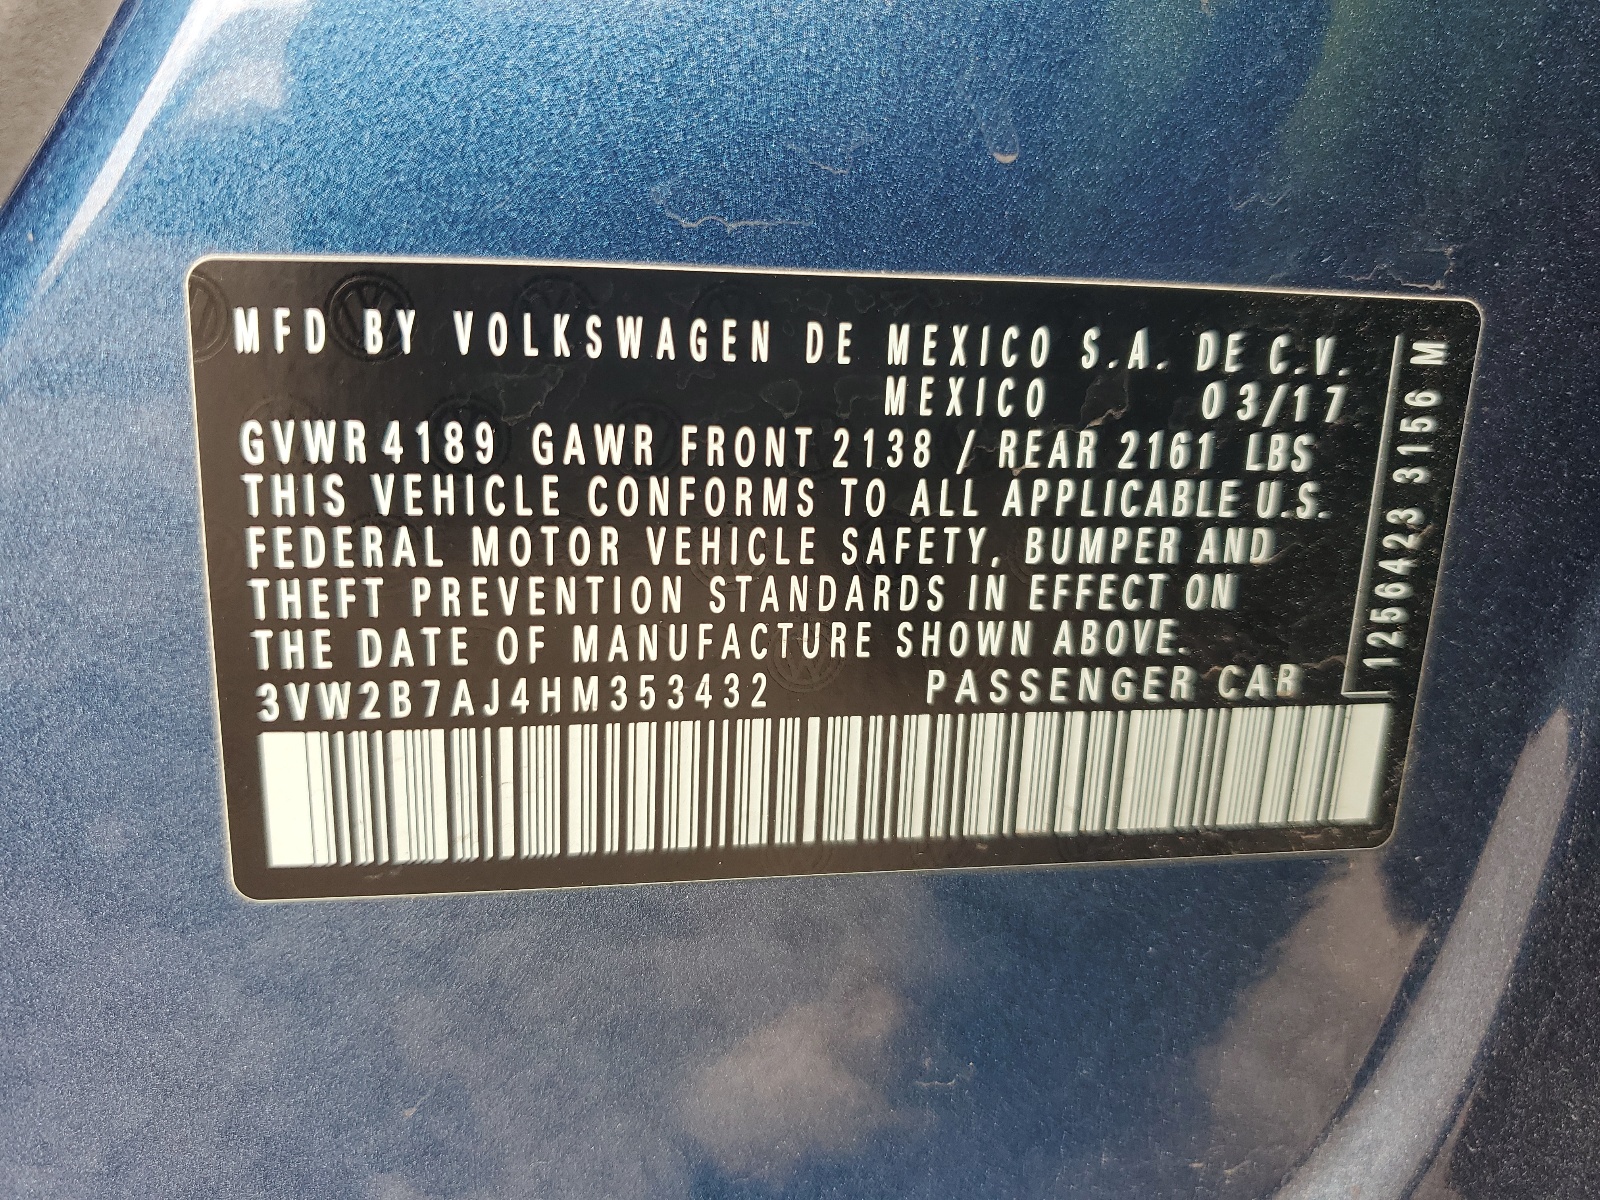 MFD BY VOLKSWAGEN DE MEXICO S.A. DE C.V.
MEXICO 03/17
GVWR 4189 GAWR FRONT 2138 / REAR 2161 LBS
THIS VEHICLE CONFORMS TO ALL APPLICABLE U.S.
FEDERAL MOTOR VEHICLE SAFETY, BUMPER AND
THEFT PREVENTION STANDARDS IN EFFECT ON
THE DATE OF MANUFACTURE SHOWN ABOVE.
3VW2B7AJ4HM353432 PASSENGER CAR
1256423 3156 M